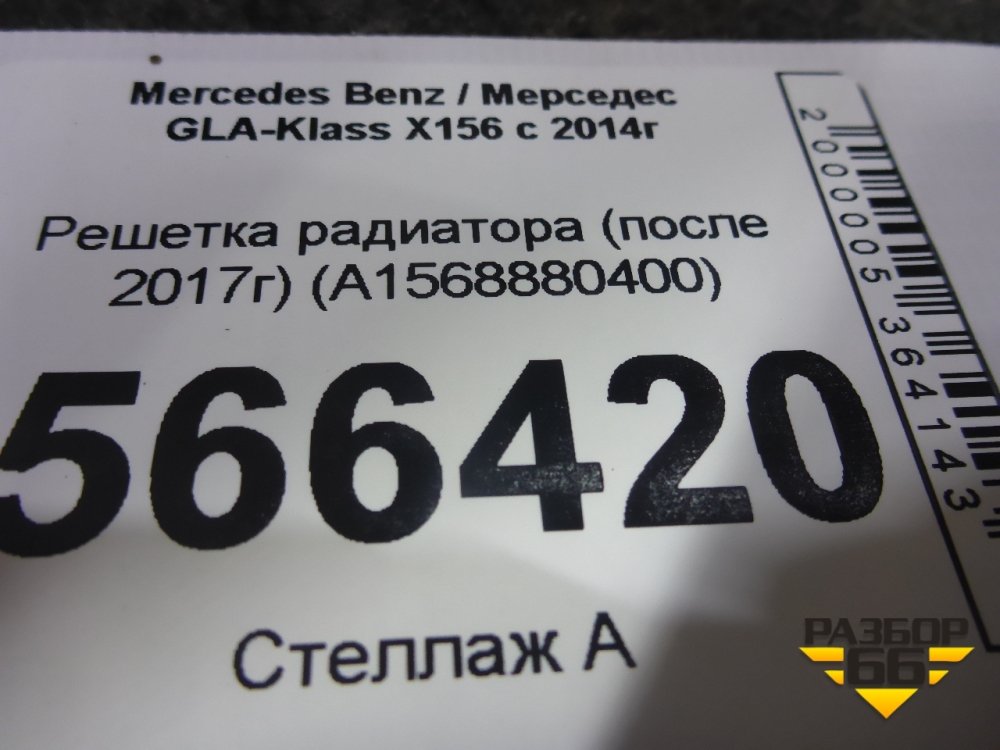 Mercedes Benz / Мерседес
GLA-Klass X156 с 2014г
Решетка радиатора (после
2017г) (A1568880400)
566420
Стеллаж А
2000005364143
РАЗБОР
66